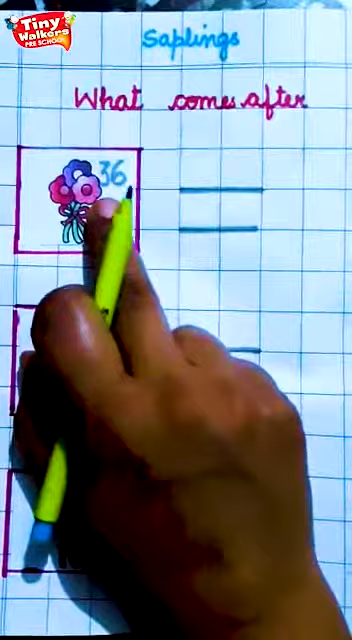 Tiny
Walkers
PRE SCHOOL
Saplings
What comes after
36